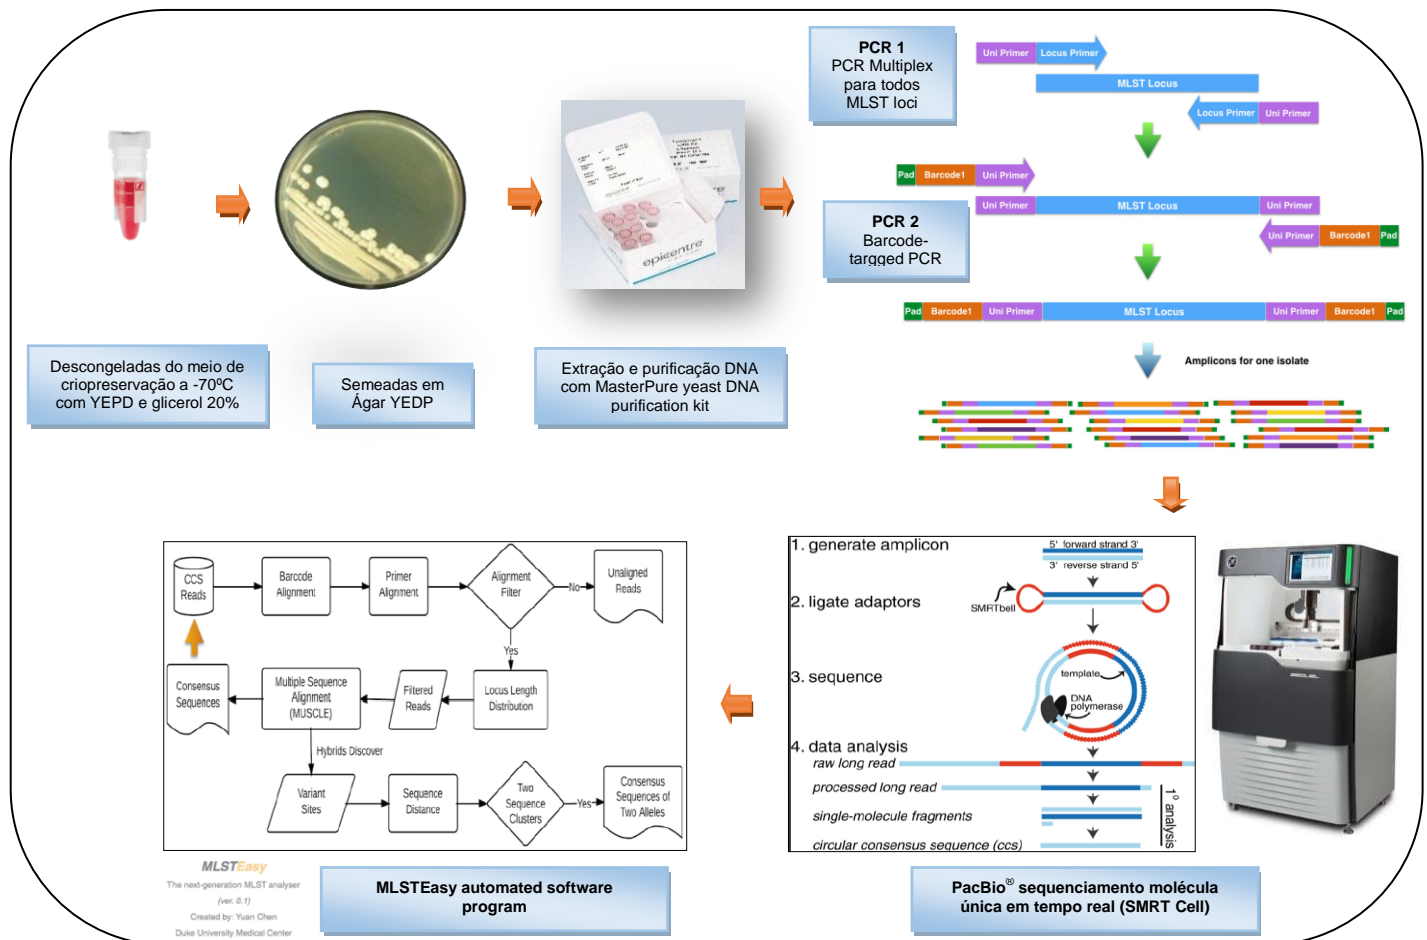 PCR 1
PCR Multiplex
para todos
MLST loci
Uni Primer
Locus Primer
MLST Locus
Locus Primer
Uni Primer
Pad
Barcode1
Uni Primer
Uni Primer
MLST Locus
Uni Primer
PCR 2
Barcode-
targged PCR
Uni Primer
Barcode1
Pad
Pad
Barcode1
Uni Primer
MLST Locus
Uni Primer
Barcode1
Pad
Amplicons for one isolate
epicentre
Descongeladas do meio de
criopreservação a -70ºC
com YEPD e glicerol 20%
Semeadas em
Ágar YEDP
Extração e purificação DNA
com MasterPure yeast DNA
purification kit
CCS
Reads
Barcode
Alignment
Primer
Alignment
Alignment
Filter
No
Unaligned
Reads
Yes
Consensus
Sequences
Multiple Sequence
Alignment
(MUSCLE)
Filtered
Reads
Locus Length
Distribution
Hybrids Discover
Variant
Sites
Sequence
Distance
Two
Sequence
Clusters
Yes
Consensus
Sequences of
Two Alleles
1. generate amplicon
5' forward strand 3'
3' reverse strand 5'
2. ligate adaptors
SMRTbell
3. sequence
template
DNA
polymerase
4. data analysis
raw long read
processed long read
single-molecule fragments
circular consensus sequence (ccs)
1º analysis
MLSTEasy
The next-generation MLST analyser
(ver. 0.1)
Created by: Yuan Chen
Duke University Medical Center
MLSTEasy automated software
program
PacBio® sequenciamento molécula
única em tempo real (SMRT Cell)